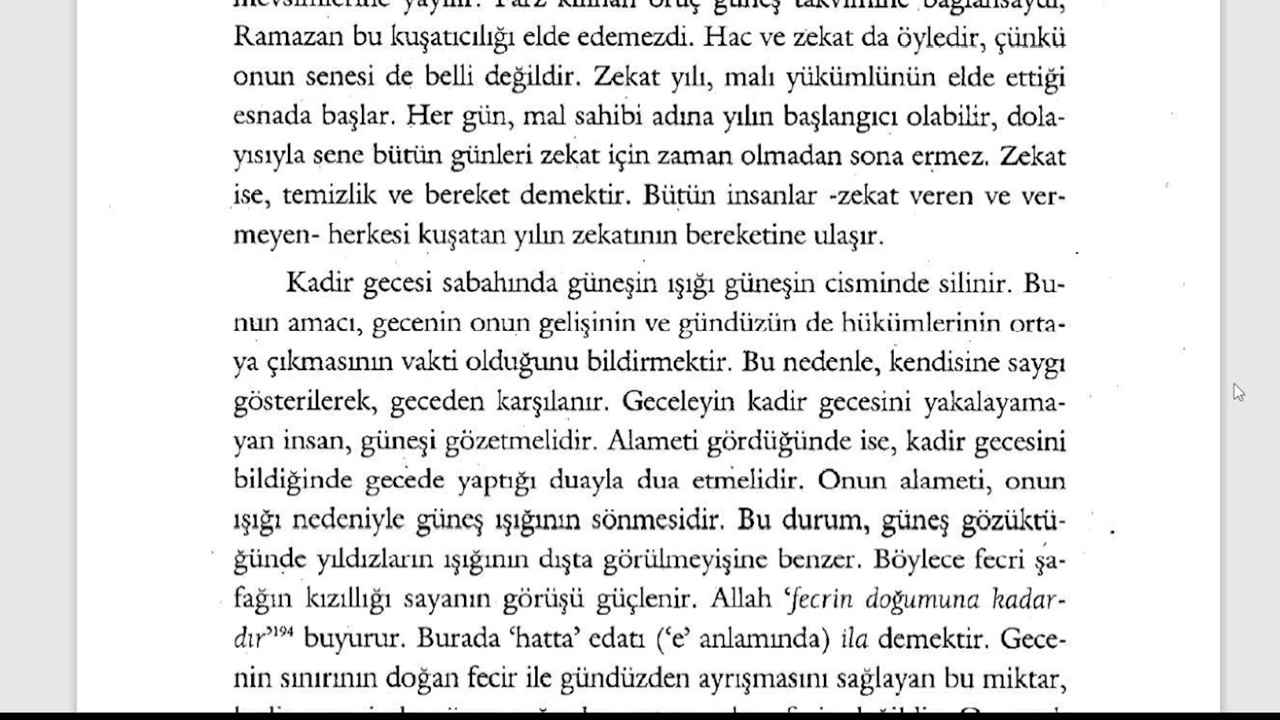 mevsimlerine yayılır. Farz kılınan oruç güneş takvimine bağlansaydı,
Ramazan bu kuşatıcılığı elde edemezdi. Hac ve zekat da öyledir, çünkü
onun senesi de belli değildir. Zekat yılı, malı yükümlünün elde ettiği
esnada başlar. Her gün, mal sahibi adına yılın başlangıcı olabilir, dola-
yısıyla sene bütün günleri zekat için zaman olmadan sona ermez. Zekat
ise, temizlik ve bereket demektir. Bütün insanlar -zekat veren ve ver-
meyen- herkesi kuşatan yılın zekatının bereketine ulaşır.
Kadir gecesi sabahında güneşin ışığı güneşin cisminde silinir. Bu-
nun amacı, gecenin onun gelişinin ve gündüzün de hükümlerinin orta-
ya çıkmasının vakti olduğunu bildirmektir. Bu nedenle, kendisine saygı
gösterilerek, geceden karşılanır. Geceleyin kadir gecesini yakalayama-
yan insan, güneşi gözetmelidir. Alameti gördüğünde ise, kadir gecesini
bildiğinde gecede yaptığı duayla dua etmelidir. Onun alameti, onun
ışığı nedeniyle güneş ışığının sönmesidir. Bu durum, güneş gözüktü-
ğünde yıldızların ışığının dışta görülmeyişine benzer. Böylece fecri şa-
fağın kızıllığı sayanın görüşü güçlenir. Allah ‘fecrin doğumuna kadar-
dır’¹⁹⁴ buyurur. Burada ‘hatta’ edatı (‘e’ anlamında) ila demektir. Gece-
nin sınırının doğan fecir ile gündüzden ayrışmasını sağlayan bu miktar,